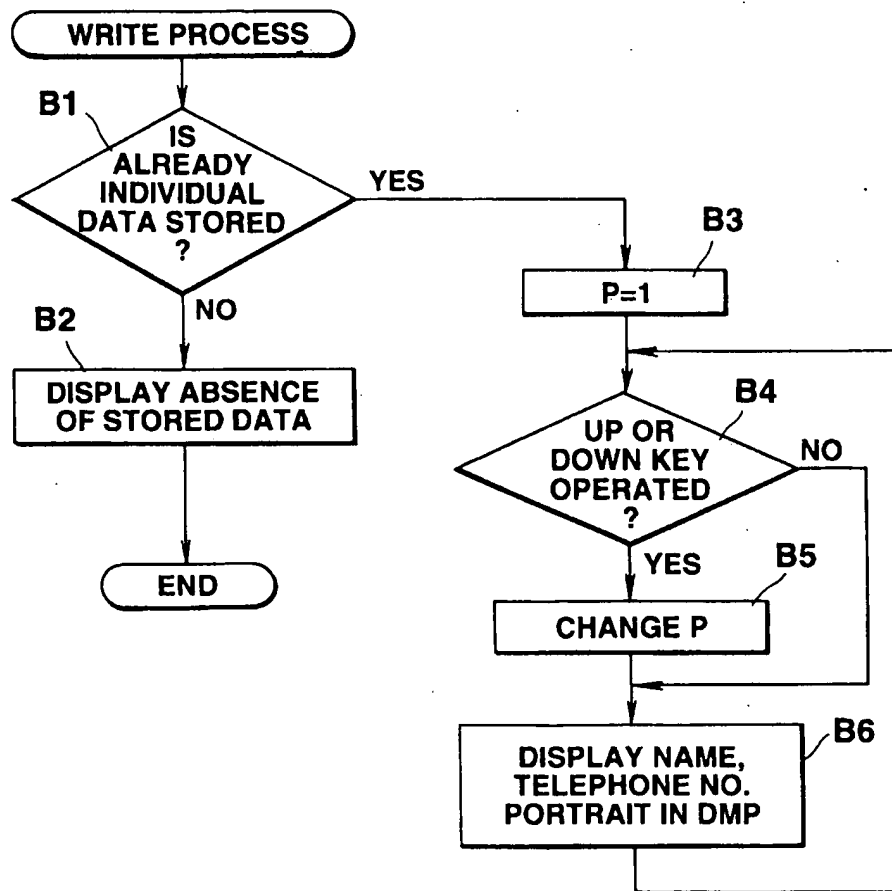 WRITE PROCESS
B1
IS
ALREADY
INDIVIDUAL
DATA STORED
?
YES
NO
B2
DISPLAY ABSENCE
OF STORED DATA
END
B3
P=1
B4
UP OR
DOWN KEY
OPERATED
?
NO
YES
B5
CHANGE P
B6
DISPLAY NAME,
TELEPHONE NO.
PORTRAIT IN DMP